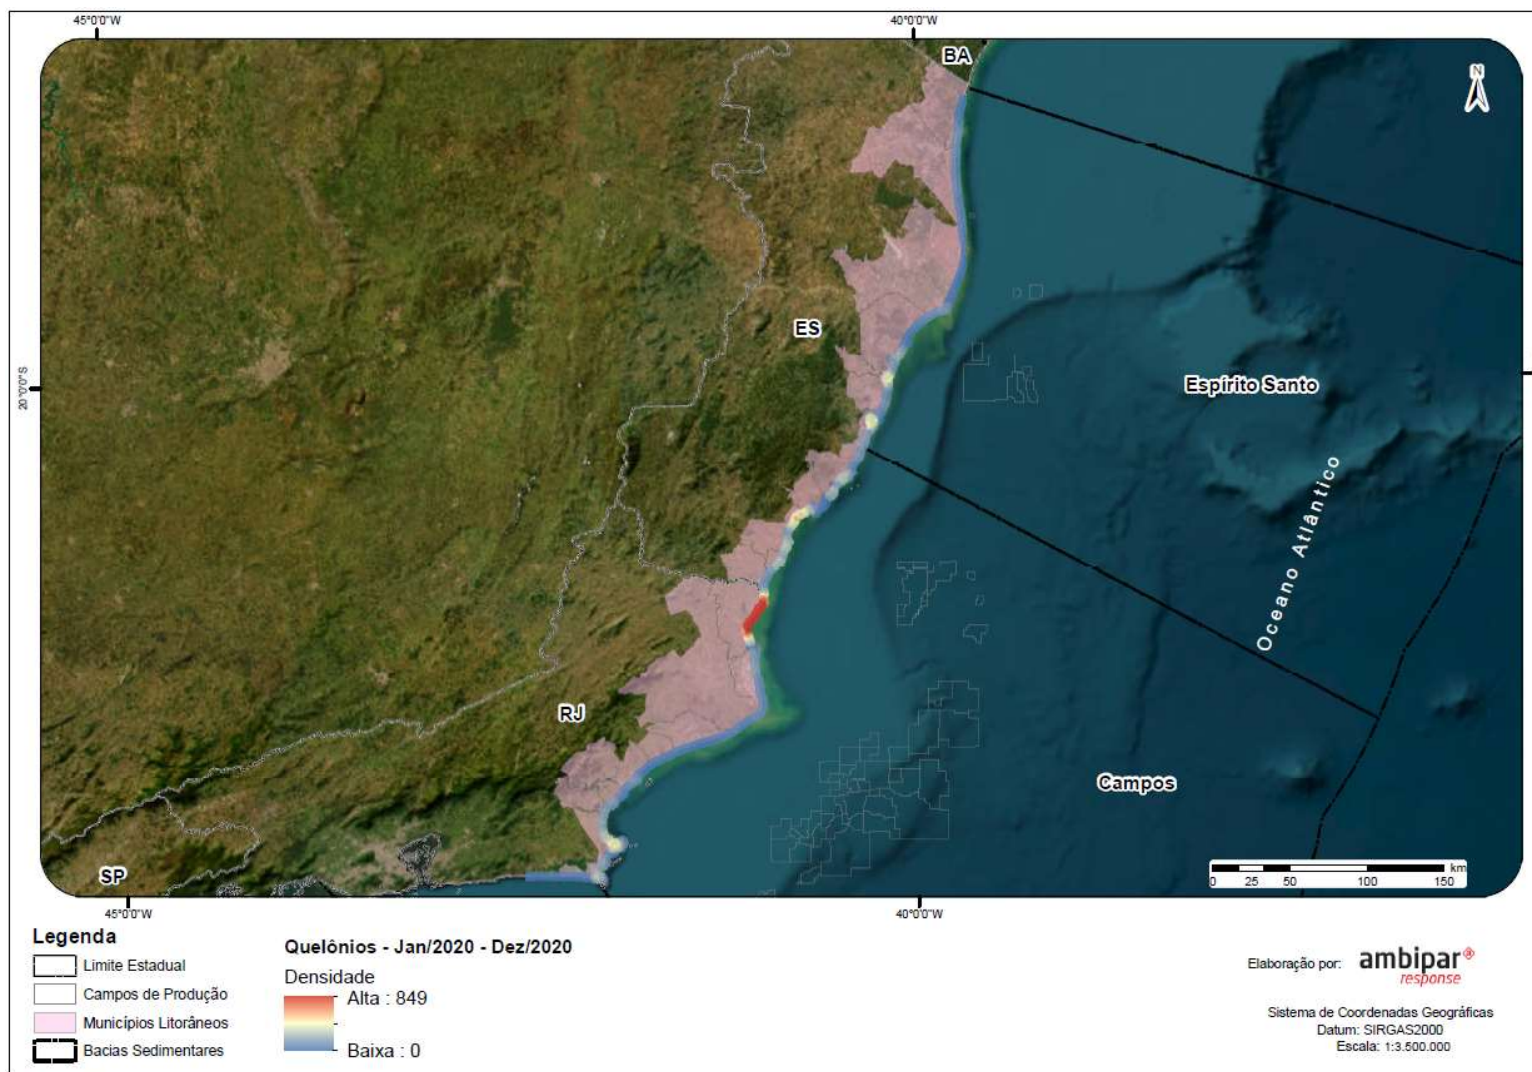 45°0'0"W
40°0'0"W
BA
N
ES
20°0'0"S
Espírito Santo
Oceano Atlântico
RJ
Campos
SP
km
0 25 50 100 150
45°0'0"W
40°0'0"W
Legenda
Limite Estadual
Campos de Produção
Municípios Litorâneos
Bacias Sedimentares
Quelônios - Jan/2020 - Dez/2020
Densidade
Alta : 849
Baixa : 0
Elaboração por:
ambipar
response
Sistema de Coordenadas Geográficas
Datum: SIRGAS2000
Escala: 1:3.500.000